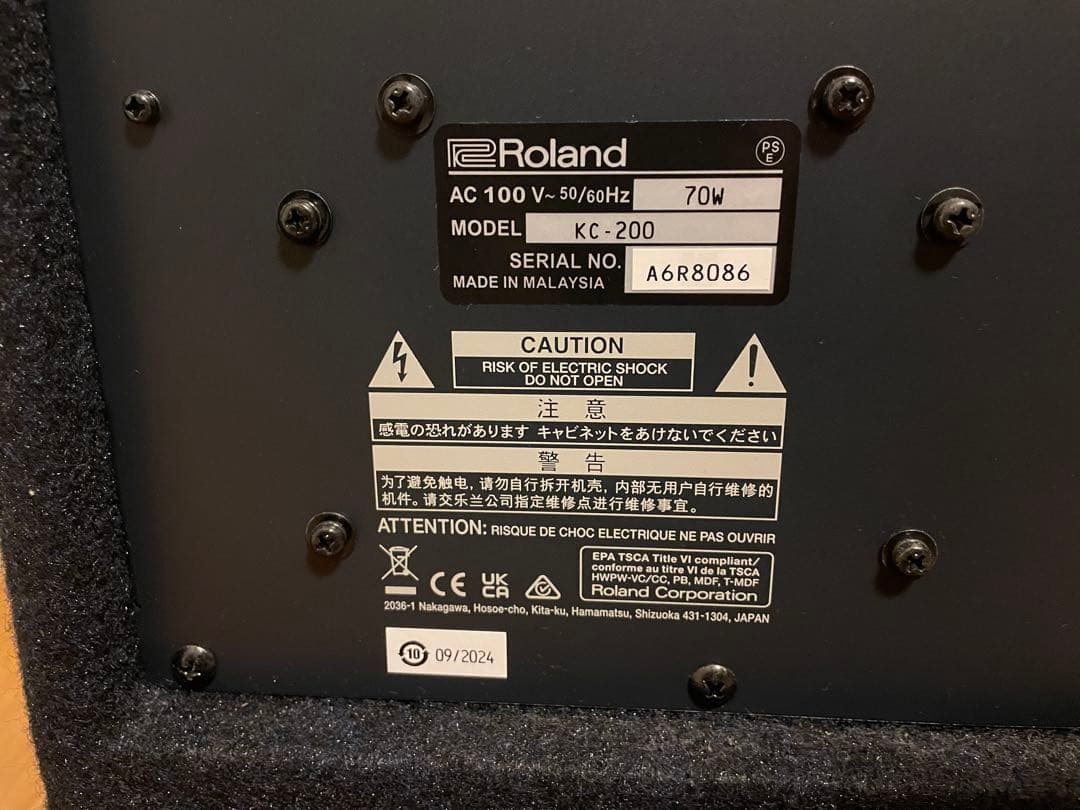 Roland
PS
E
AC 100 V~ 50/60Hz 70W
MODEL KC-200
SERIAL NO. A6R8086
MADE IN MALAYSIA
CAUTION
RISK OF ELECTRIC SHOCK
DO NOT OPEN
注 意
感電の恐れがあります キャビネットをあけないでください
警 告
为了避免触电, 请勿自行拆开机壳, 内部无用户自行维修的
机件。请交乐兰公司指定维修点进行维修事宜。
ATTENTION: RISQUE DE CHOC ELECTRIQUE NE PAS OUVRIR
CE UK
CA
EPA TSCA Title VI compliant/
conforme au titre VI de la TSCA
HWPW-VC/CC, PB, MDF, T-MDF
Roland Corporation
2036-1 Nakagawa, Hosoe-cho, Kita-ku, Hamamatsu, Shizuoka 431-1304, JAPAN
10 09/2024